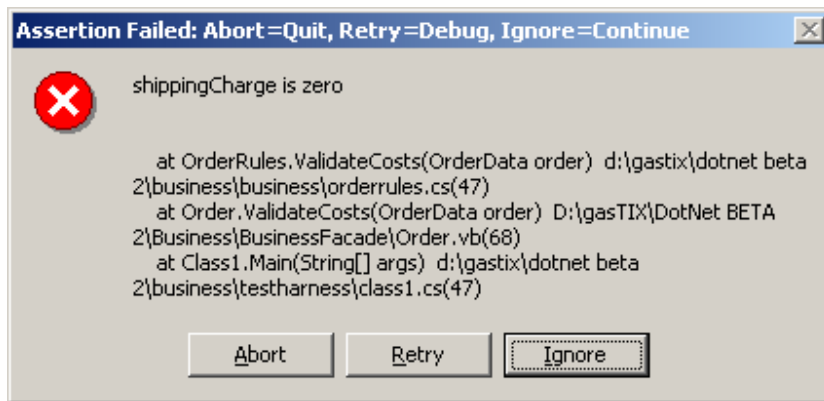 Assertion Failed: Abort=Quit, Retry=Debug, Ignore=Continue
shippingCharge is zero
at OrderRules.ValidateCosts(OrderData order)  d:\gastix\dotnet beta
2\business\business\orderrules.cs(47)
at Order.ValidateCosts(OrderData order)  D:\gasTIX\DotNet BETA
2\Business\BusinessFacade\Order.vb(68)
at Class1.Main(String[] args)  d:\gastix\dotnet beta
2\business\testharness\class1.cs(47)
Abort Retry Ignore